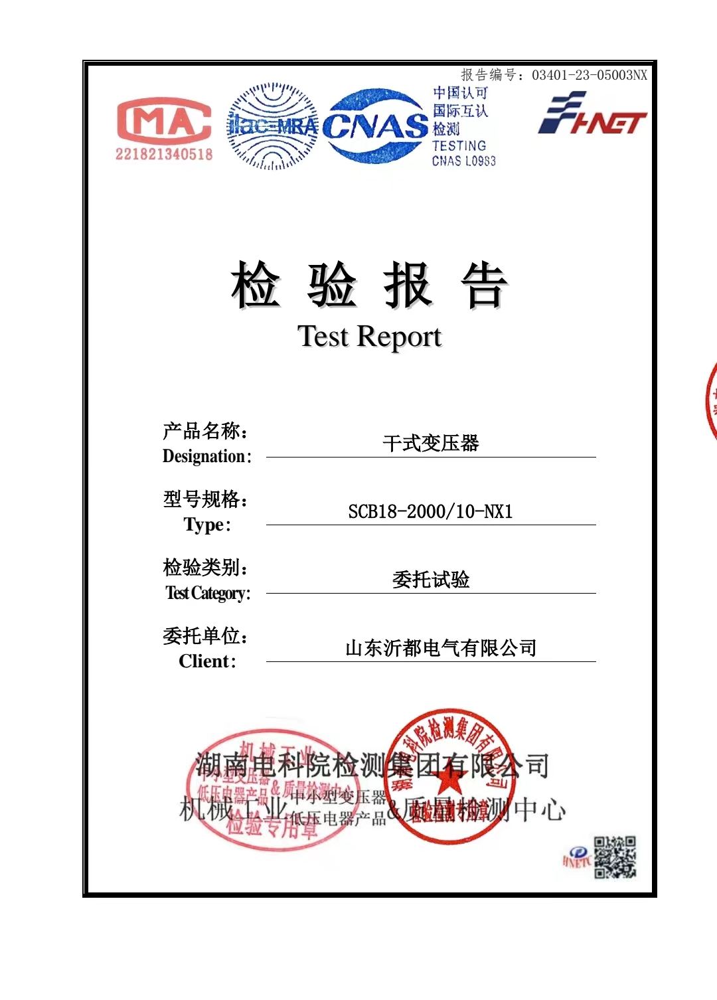 报告编号：03401-23-05003NX
MA
221821340518
ilac-MRA
CNAS
中国认可
国际互认
检测
TESTING
CNAS L0983
HNET
检 验 报 告
Test Report
产品名称：
干式变压器
Designation：
型号规格：
SCB18-2000/10-NX1
Type：
检验类别：
委托试验
Test Category：
委托单位：
山东沂都电气有限公司
Client：
湖南电科院检测集团有限公司
机械工业中小型变压器低压电器产品&质量检测中心
机械工业
中小型变压器
低压电器产品&质量检测中心
检验专用章
湖南电科院检测集团有限公司
检验检测专用章
HNETC